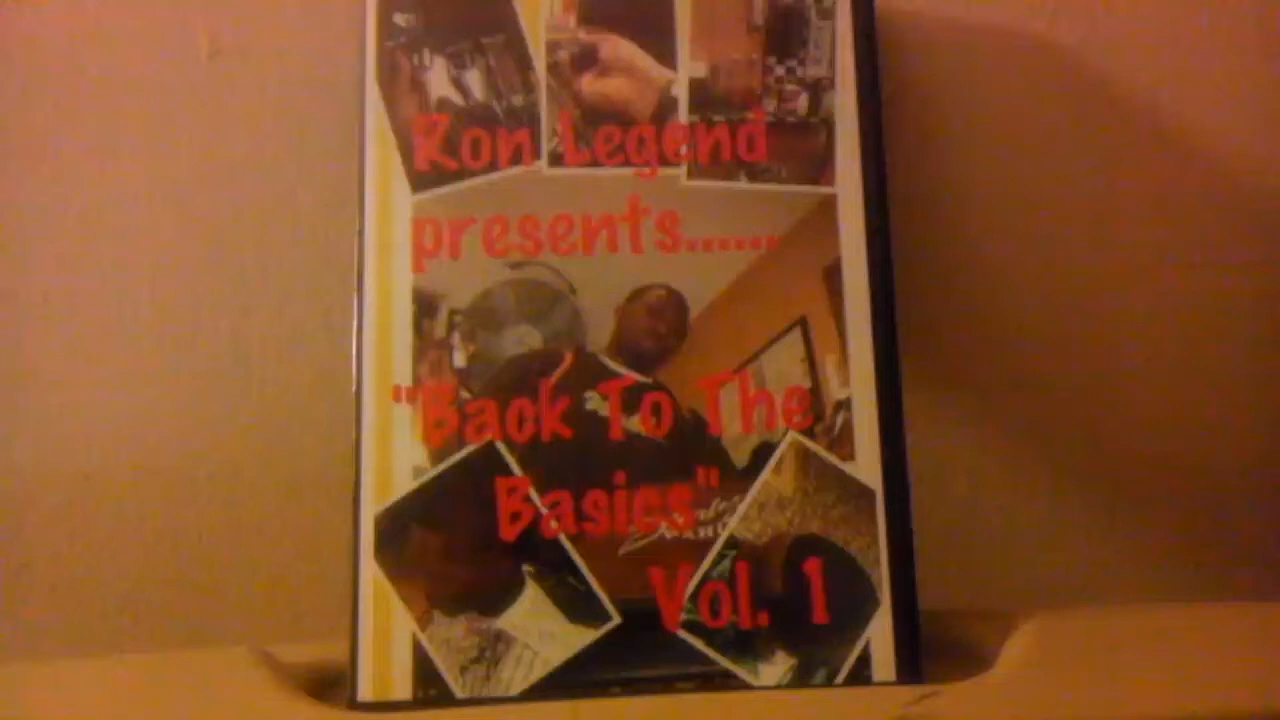 Ron Legend
presents......
"Back To The
Basics"
Vol. 1